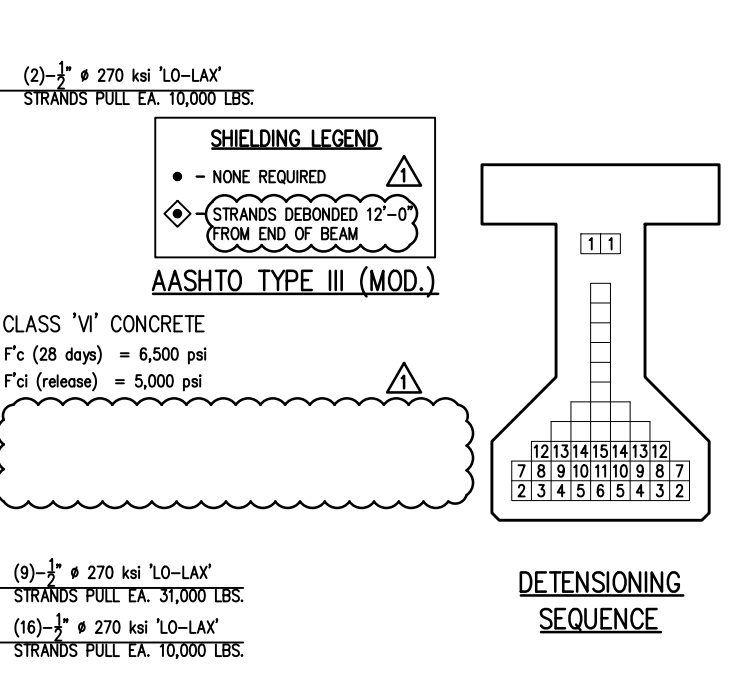 (2)-1/2" ø 270 ksi 'LO-LAX'
STRANDS PULL EA. 10,000 LBS.
SHIELDING LEGEND
• - NONE REQUIRED
1
- STRANDS DEBONDED 12'-0"
FROM END OF BEAM
AASHTO TYPE III (MOD.)
CLASS 'VI' CONCRETE
F'c (28 days) = 6,500 psi
F'ci (release) = 5,000 psi
1
(9)-1/2" ø 270 ksi 'LO-LAX'
STRANDS PULL EA. 31,000 LBS.
(16)-1/2" ø 270 ksi 'LO-LAX'
STRANDS PULL EA. 10,000 LBS.
1 1
12 13 14 15 14 13 12
7 8 9 10 11 10 9 8 7
2 3 4 5 6 5 4 3 2
DETENSIONING
SEQUENCE